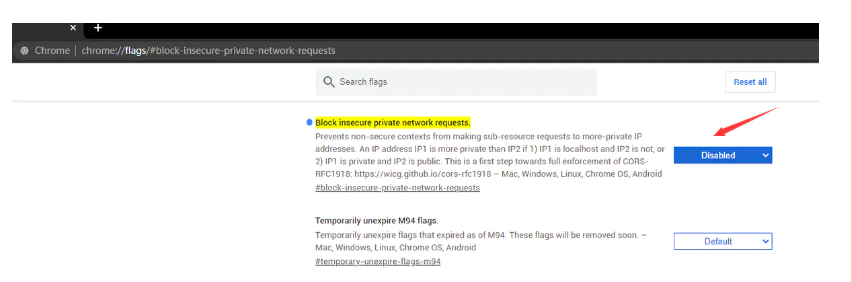 × +
Chrome | chrome://flags/#block-insecure-private-network-requests
Search flags
Reset all
Block insecure private network requests.
Prevents non-secure contexts from making sub-resource requests to more-private IP
addresses. An IP address IP1 is more private than IP2 if 1) IP1 is localhost and IP2 is not, or
2) IP1 is private and IP2 is public. This is a first step towards full enforcement of CORS-
RFC1918: https://wicg.github.io/cors-rfc1918 – Mac, Windows, Linux, Chrome OS, Android
#block-insecure-private-network-requests
Disabled
Temporarily unexpire M94 flags.
Temporarily unexpire flags that expired as of M94. These flags will be removed soon. –
Mac, Windows, Linux, Chrome OS, Android
#temporary-unexpire-flags-m94
Default